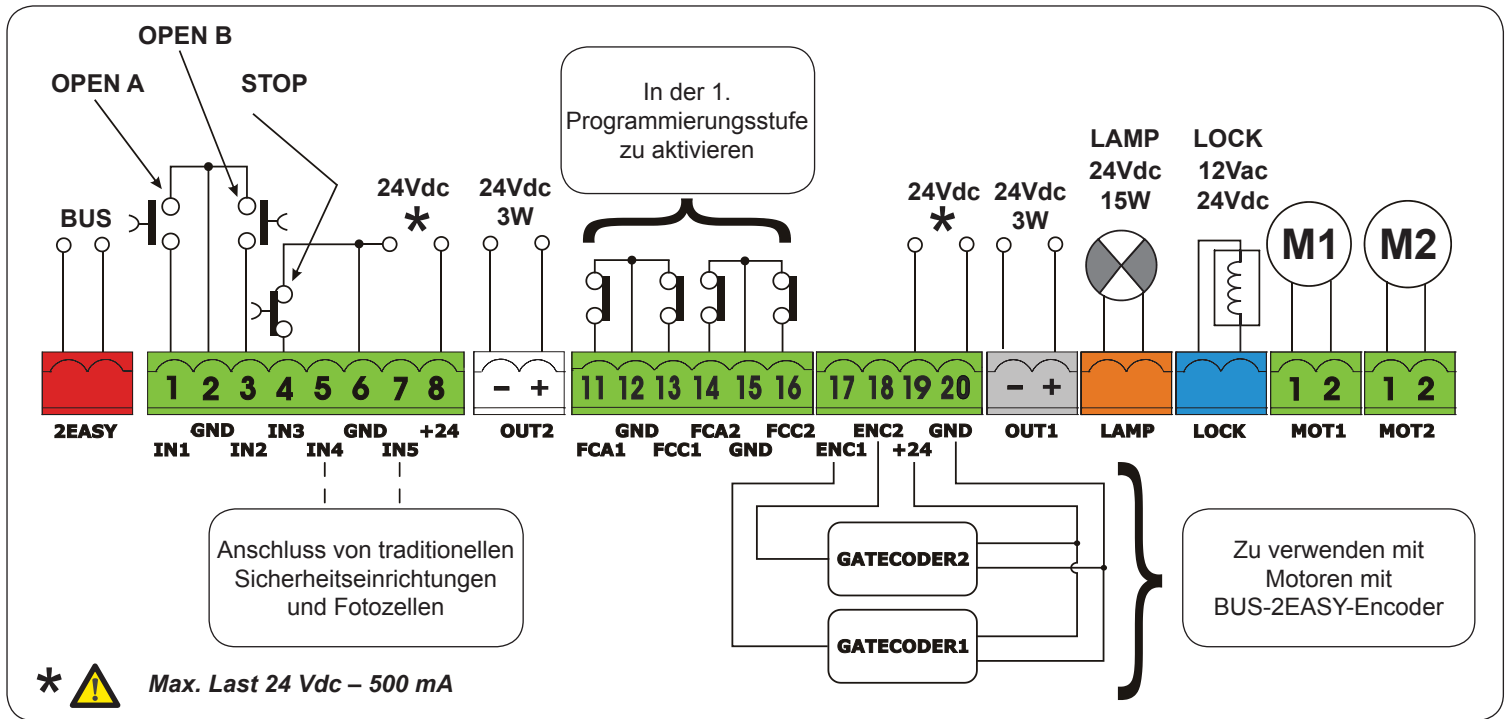 OPEN B
OPEN A
STOP
In der 1.
Programmierungsstufe
zu aktivieren
BUS
24Vdc
*
24Vdc
3W
24Vdc
*
24Vdc
3W
LAMP
24Vdc
15W
LOCK
12Vac
24Vdc
M1
M2
1 2 3 4 5 6 7 8
- +
11 12 13 14 15 16
17 18 19 20
- +
1 2
1 2
2EASY
IN1
GND
IN2
IN3
IN4
GND
IN5
+24
OUT2
FCA1
GND
FCC1
FCA2
GND
FCC2
ENC1
ENC2
+24
GND
OUT1
LAMP
LOCK
MOT1
MOT2
Anschluss von traditionellen
Sicherheitseinrichtungen
und Fotozellen
GATECODER2
GATECODER1
Zu verwenden mit
Motoren mit
BUS-2EASY-Encoder
* Max. Last 24 Vdc – 500 mA